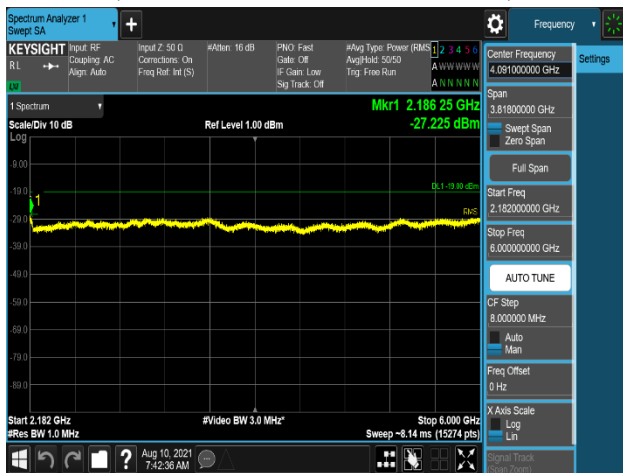 Spectrum Analyzer 1
Swept SA
Frequency
KEYSIGHT
RL
LW
Input: RF
Coupling: AC
Align: Auto
Input Z: 50 Ω
Corrections: On
Freq Ref: Int (S)
#Atten: 16 dB
PNO: Fast
Gate: Off
IF Gain: Low
Sig Track: Off
#Avg Type: Power (RMS
Avg|Hold: 50/50
Trig: Free Run
1 2 3 4 5 6
A W W W W W
A N N N N N
1 Spectrum
Scale/Div 10 dB
Log
Ref Level 1.00 dBm
Mkr1 2.186 25 GHz
-27.225 dBm
-9.00
-19.0
-29.0
-39.0
-49.0
-59.0
-69.0
-79.0
-89.0
1
DL1 -19.00 dBm
RMS
Start 2.182 GHz
#Res BW 1.0 MHz
#Video BW 3.0 MHz*
Stop 6.000 GHz
Sweep ~8.14 ms (15274 pts)
Aug 10, 2021
7:42:36 AM
Center Frequency
4.091000000 GHz
Settings
Span
3.81800000 GHz
Swept Span
Zero Span
Full Span
Start Freq
2.182000000 GHz
Stop Freq
6.000000000 GHz
AUTO TUNE
CF Step
8.000000 MHz
Auto
Man
Freq Offset
0 Hz
X Axis Scale
Log
Lin
Signal Track
(Span Zoom)